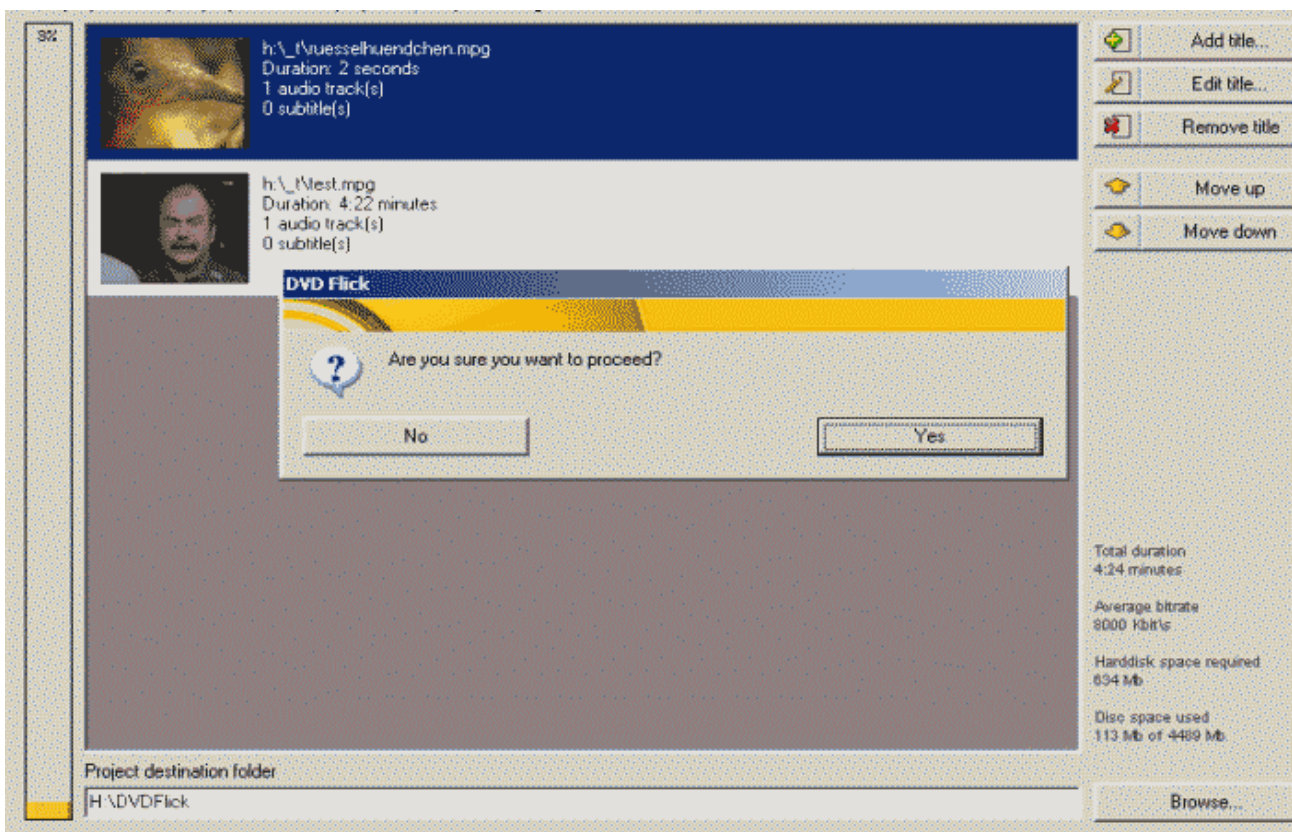 3%
h:\_t\ruesselhuendchen.mpg
Duration: 2 seconds
1 audio track(s)
0 subtitle(s)
h:\_t\test.mpg
Duration: 4:22 minutes
1 audio track(s)
0 subtitle(s)
Add title...
Edit title...
Remove title
Move up
Move down
DVD Flick
Are you sure you want to proceed?
No
Yes
Total duration
4:24 minutes
Average bitrate
8000 Kbit\s
Harddisk space required
634 Mb
Disc space used
113 Mb of 4489 Mb
Project destination folder
H:\DVDFlick
Browse...